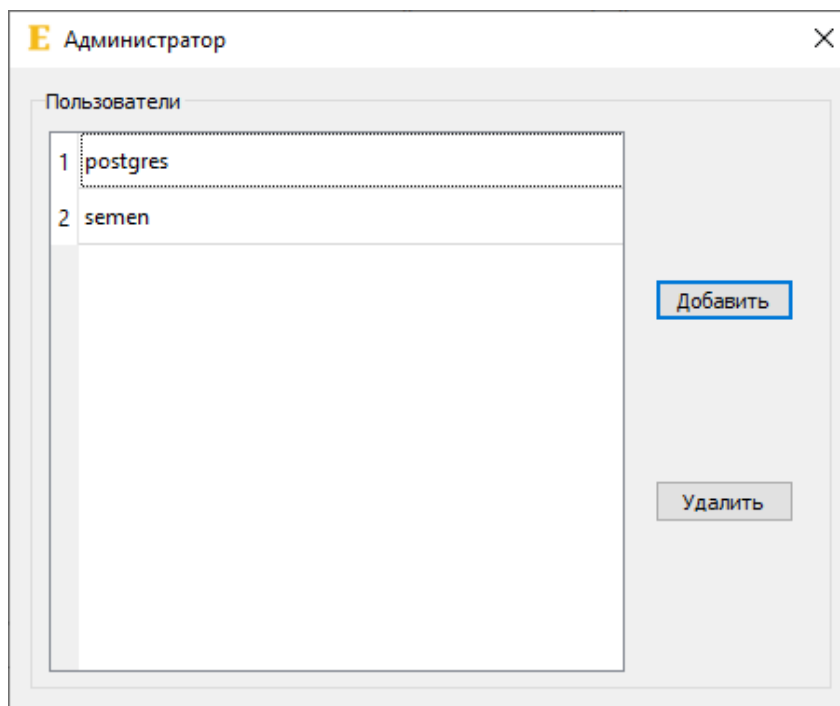 E Администратор
Пользователи
1 postgres
2 semen
Добавить
Удалить